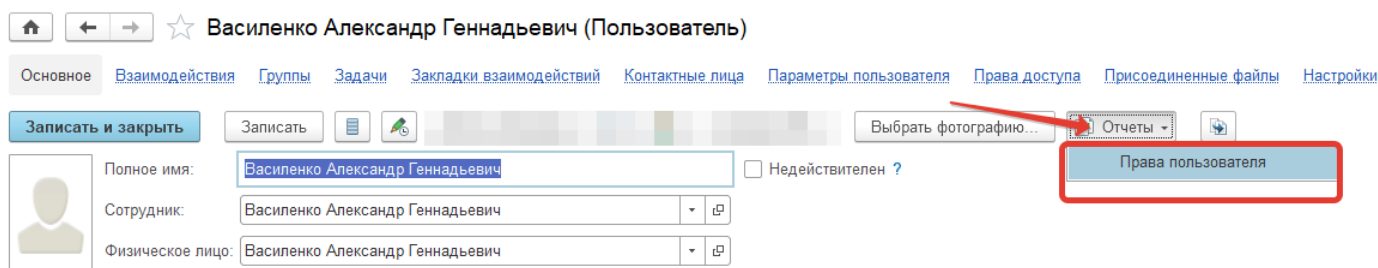 Василенко Александр Геннадьевич (Пользователь)
Основное Взаимодействия Группы Задачи Закладки взаимодействий Контактные лица Параметры пользователя Права доступа Присоединенные файлы Настройки
Записать и закрыть Записать Выбрать фотографию... Отчеты
Права пользователя
Полное имя: Василенко Александр Геннадьевич Недействителен ?
Сотрудник: Василенко Александр Геннадьевич
Физическое лицо: Василенко Александр Геннадьевич